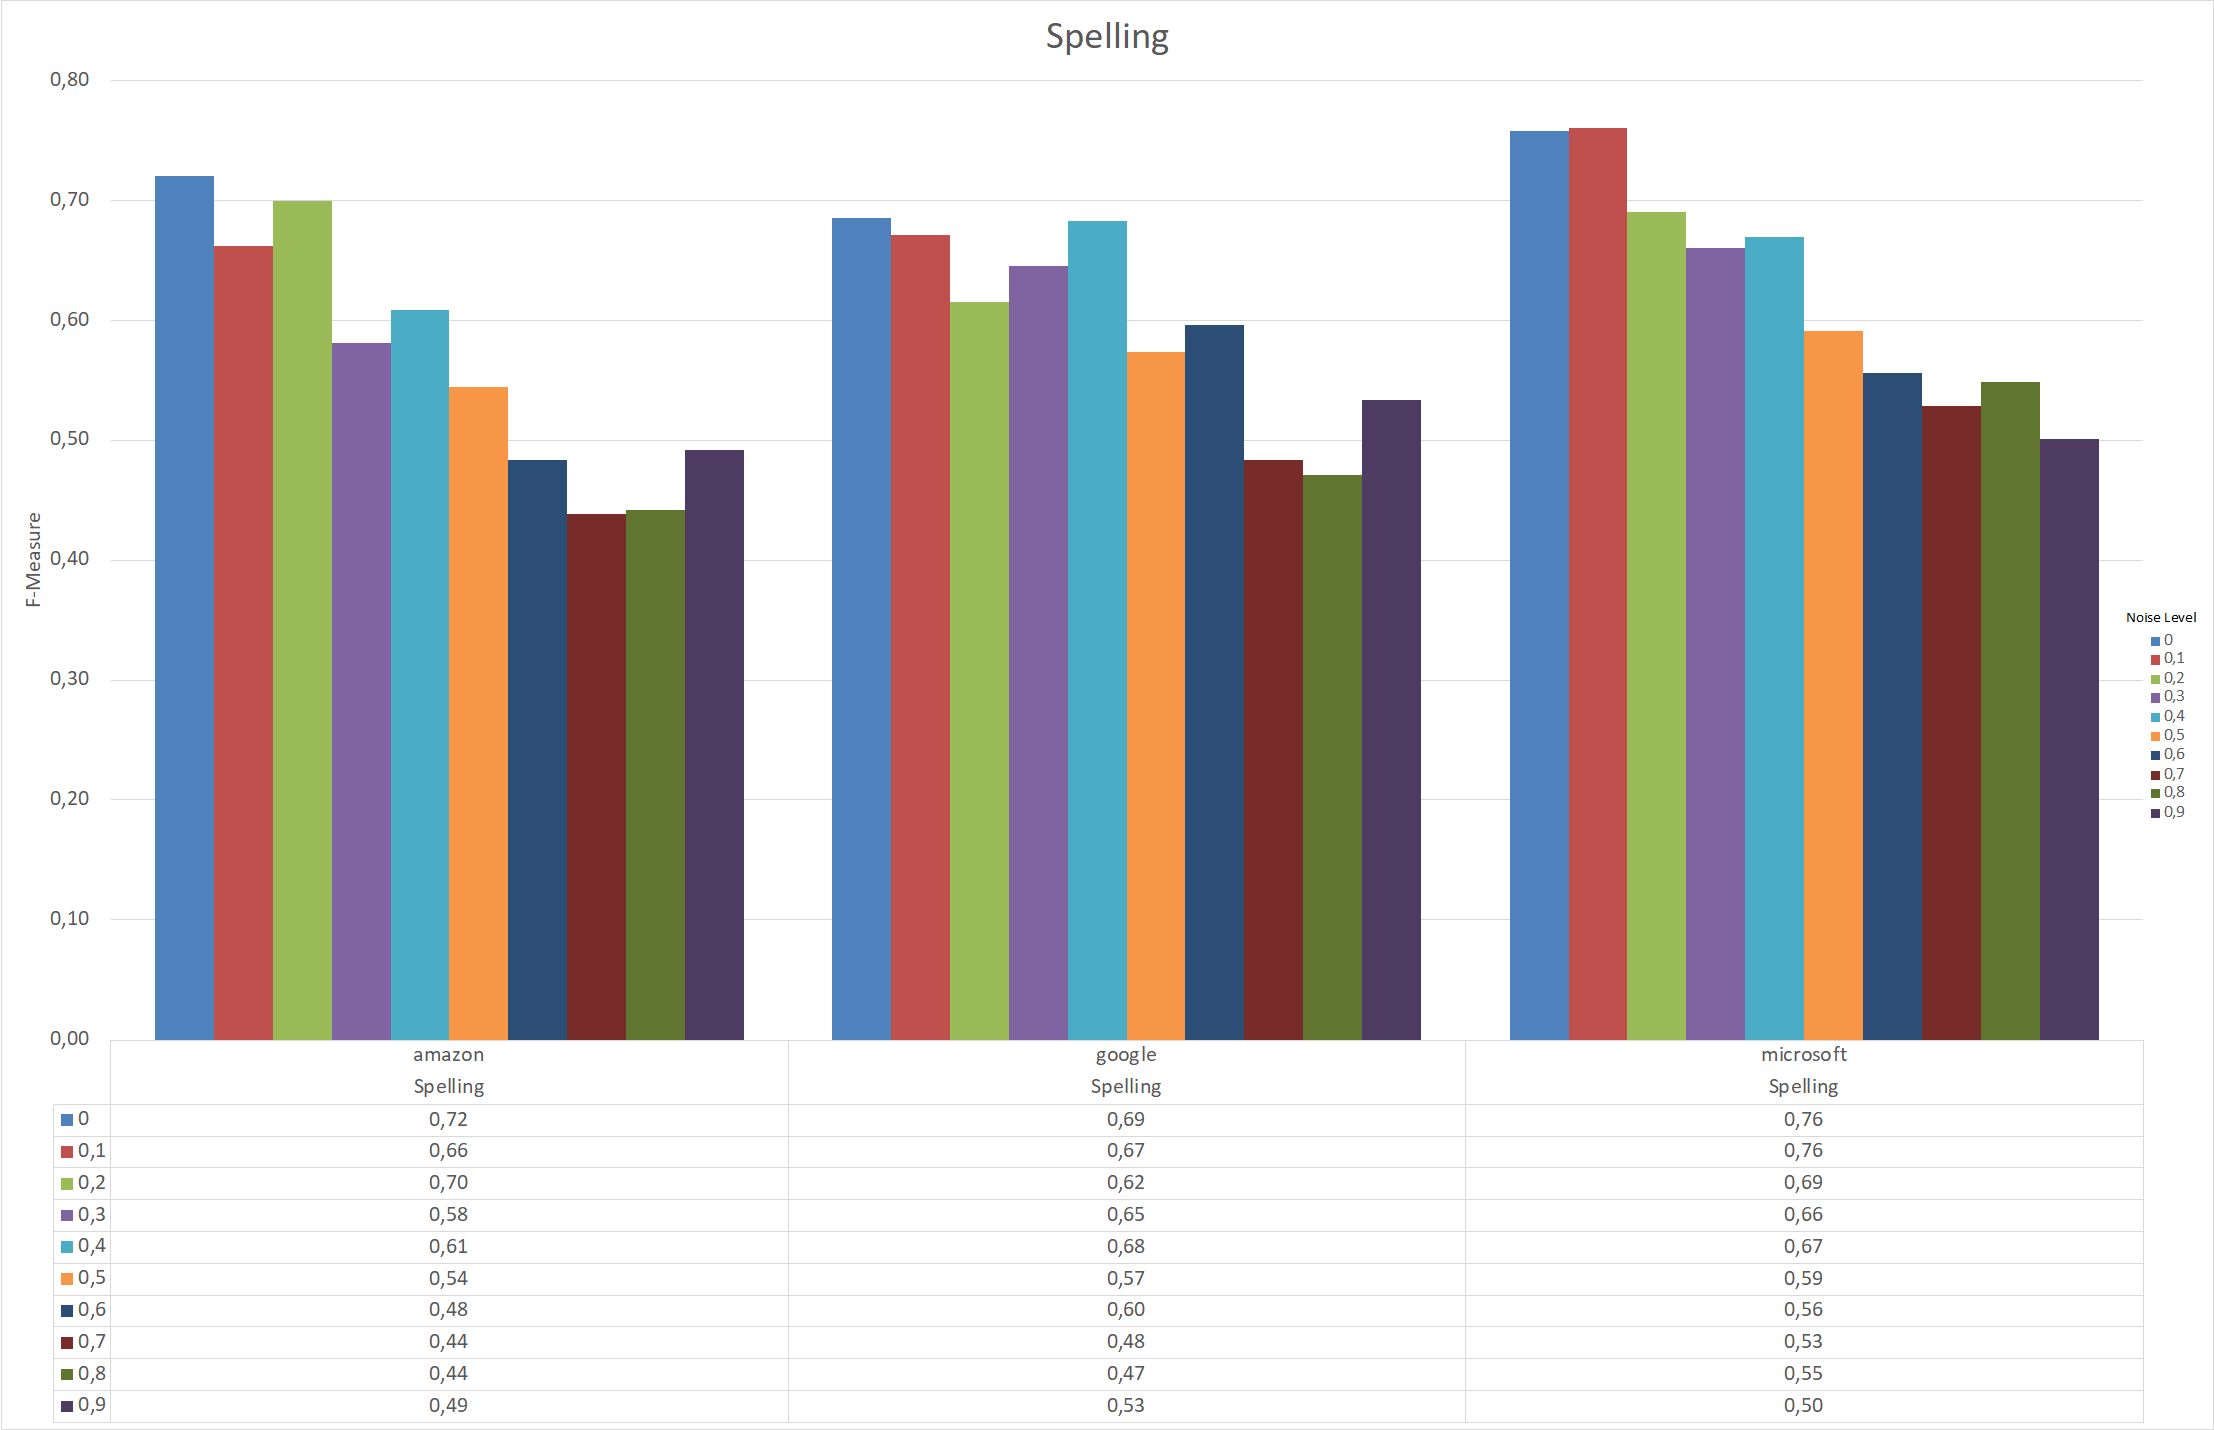 Spelling
0,80
0,70
0,60
0,50
0,40
0,30
0,20
0,10
0,00
F-Measure
Noise Level
0
0,1
0,2
0,3
0,4
0,5
0,6
0,7
0,8
0,9
amazon google microsoft
Spelling Spelling Spelling
0 0,72 0,69 0,76
0,1 0,66 0,67 0,76
0,2 0,70 0,62 0,69
0,3 0,58 0,65 0,66
0,4 0,61 0,68 0,67
0,5 0,54 0,57 0,59
0,6 0,48 0,60 0,56
0,7 0,44 0,48 0,53
0,8 0,44 0,47 0,55
0,9 0,49 0,53 0,50